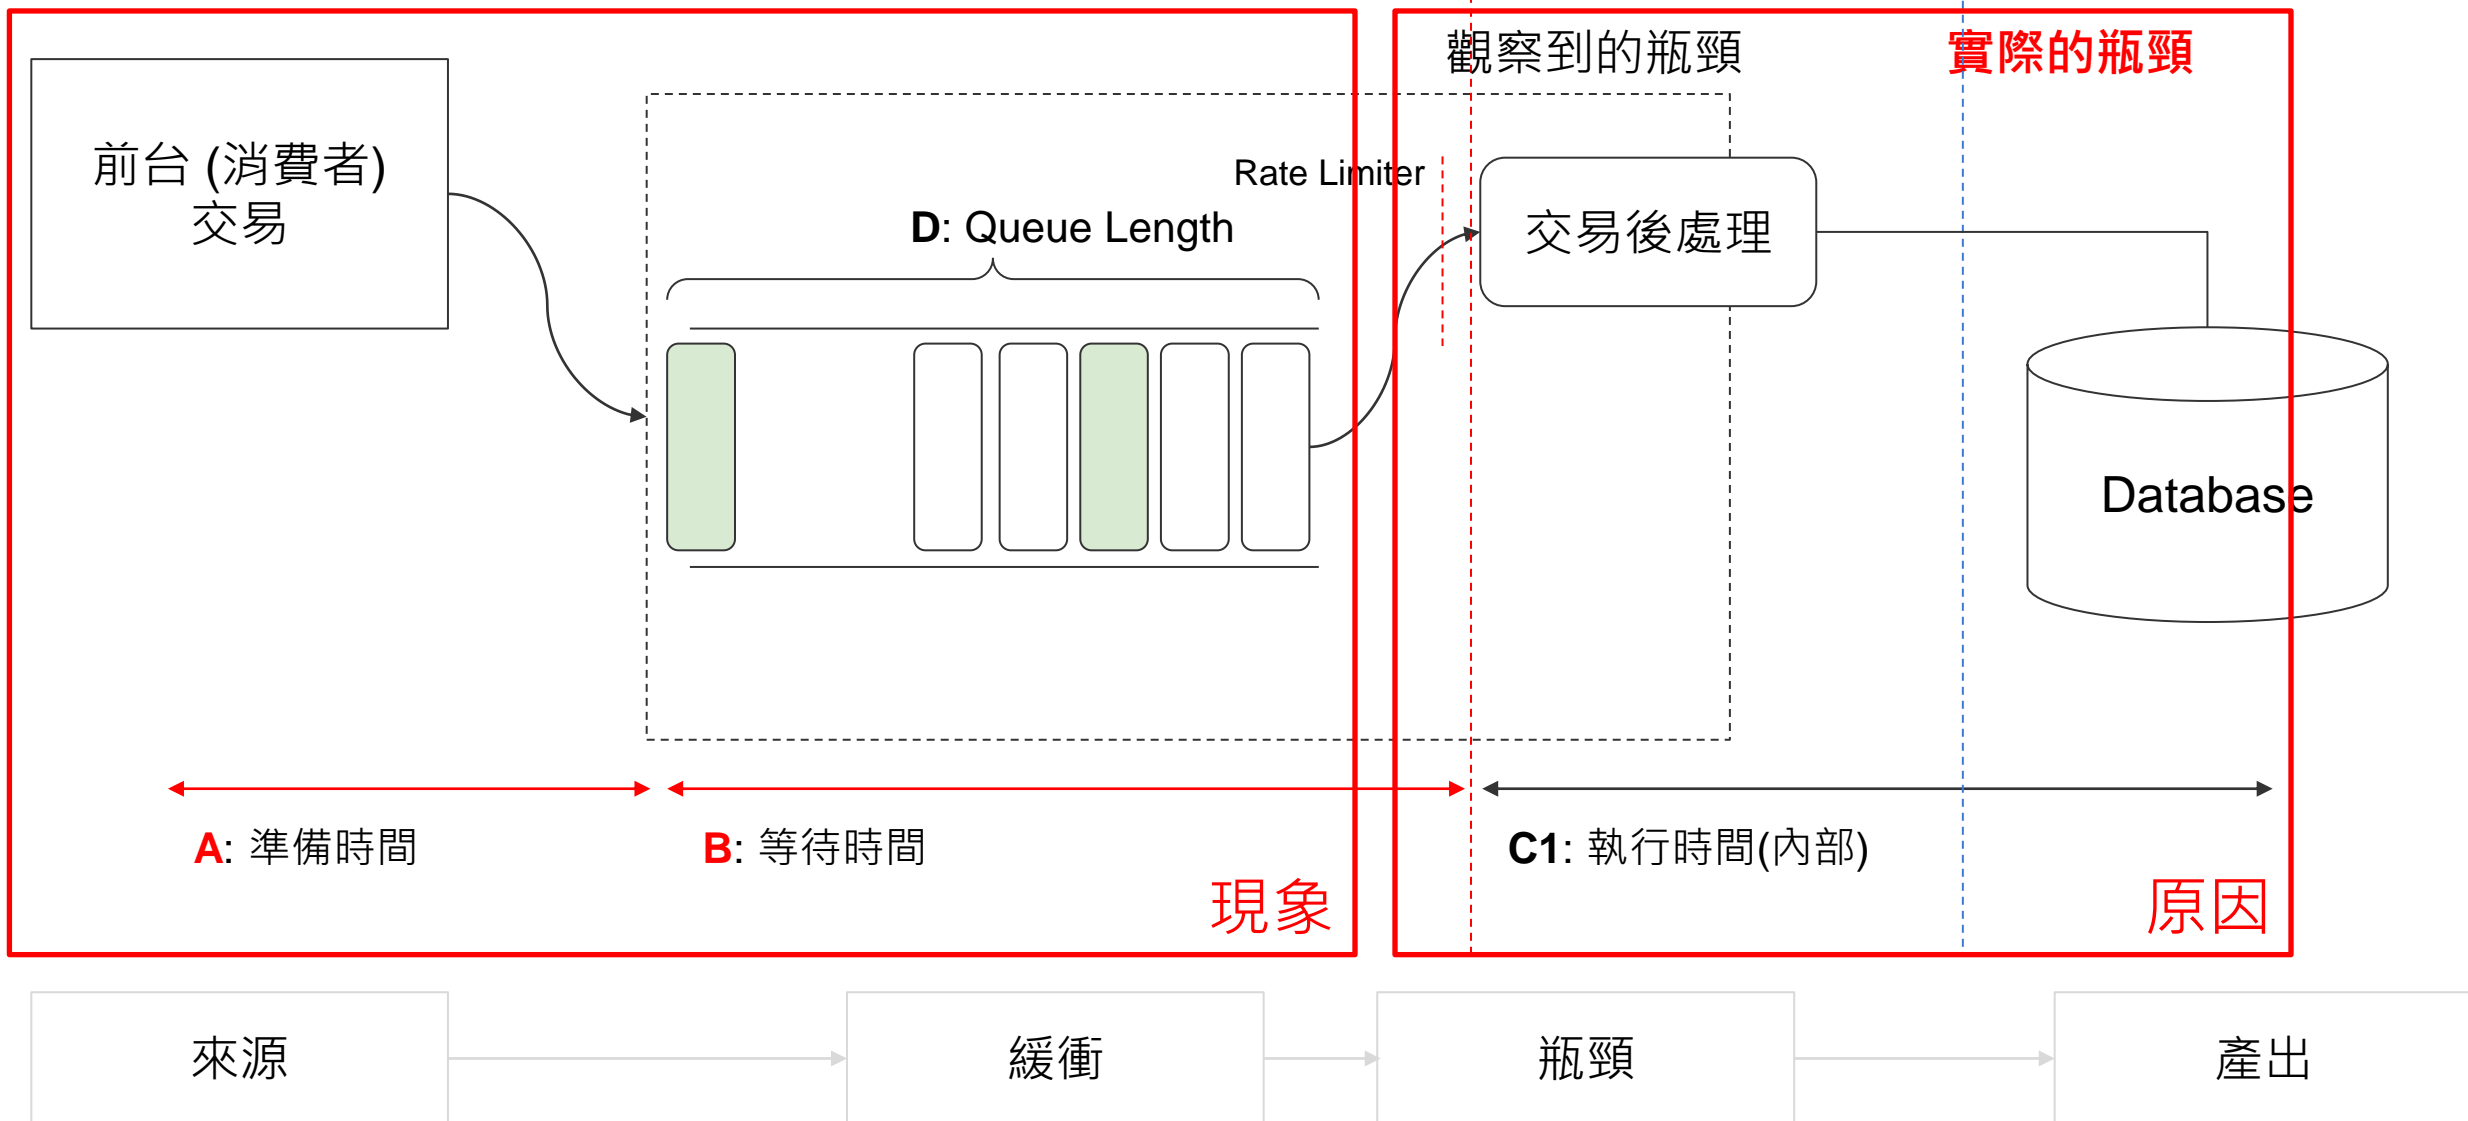 觀察到的瓶頸
實際的瓶頸
前台 (消費者)
交易
Rate Limiter
D: Queue Length
交易後處理
Database
A: 準備時間
B: 等待時間
C1: 執行時間(內部)
現象
原因
來源
緩衝
瓶頸
產出